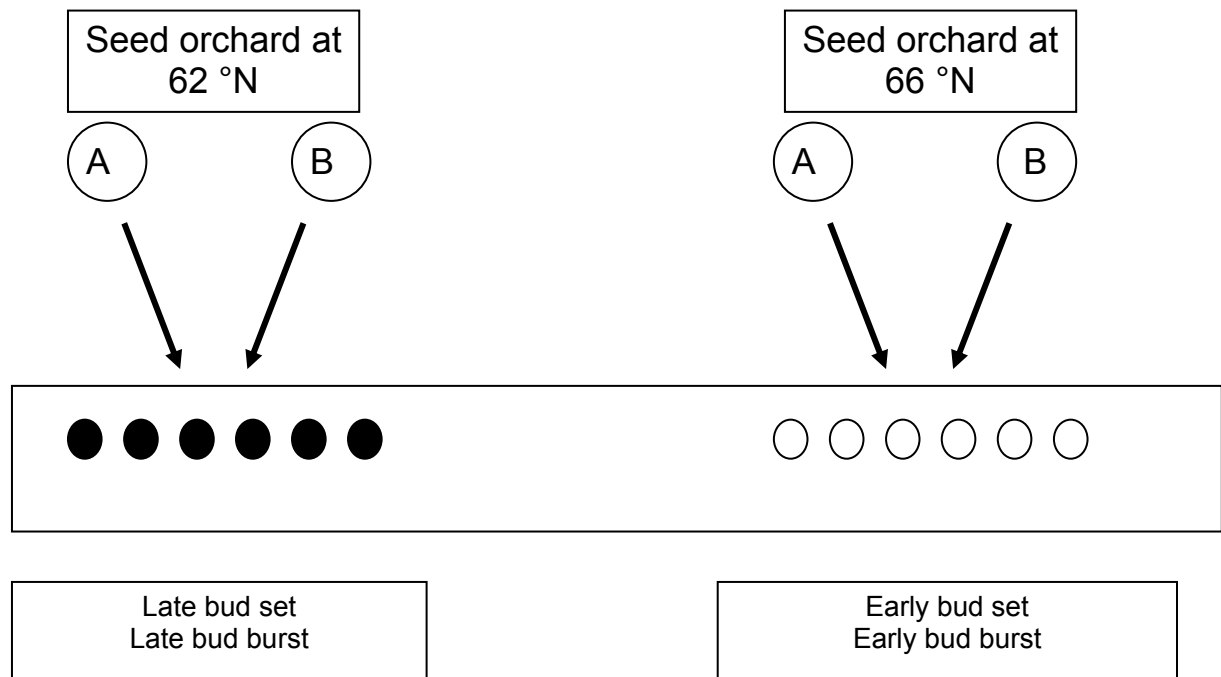 Seed orchard at
62 °N
Seed orchard at
66 °N
A
B
A
B
Late bud set
Late bud burst
Early bud set
Early bud burst